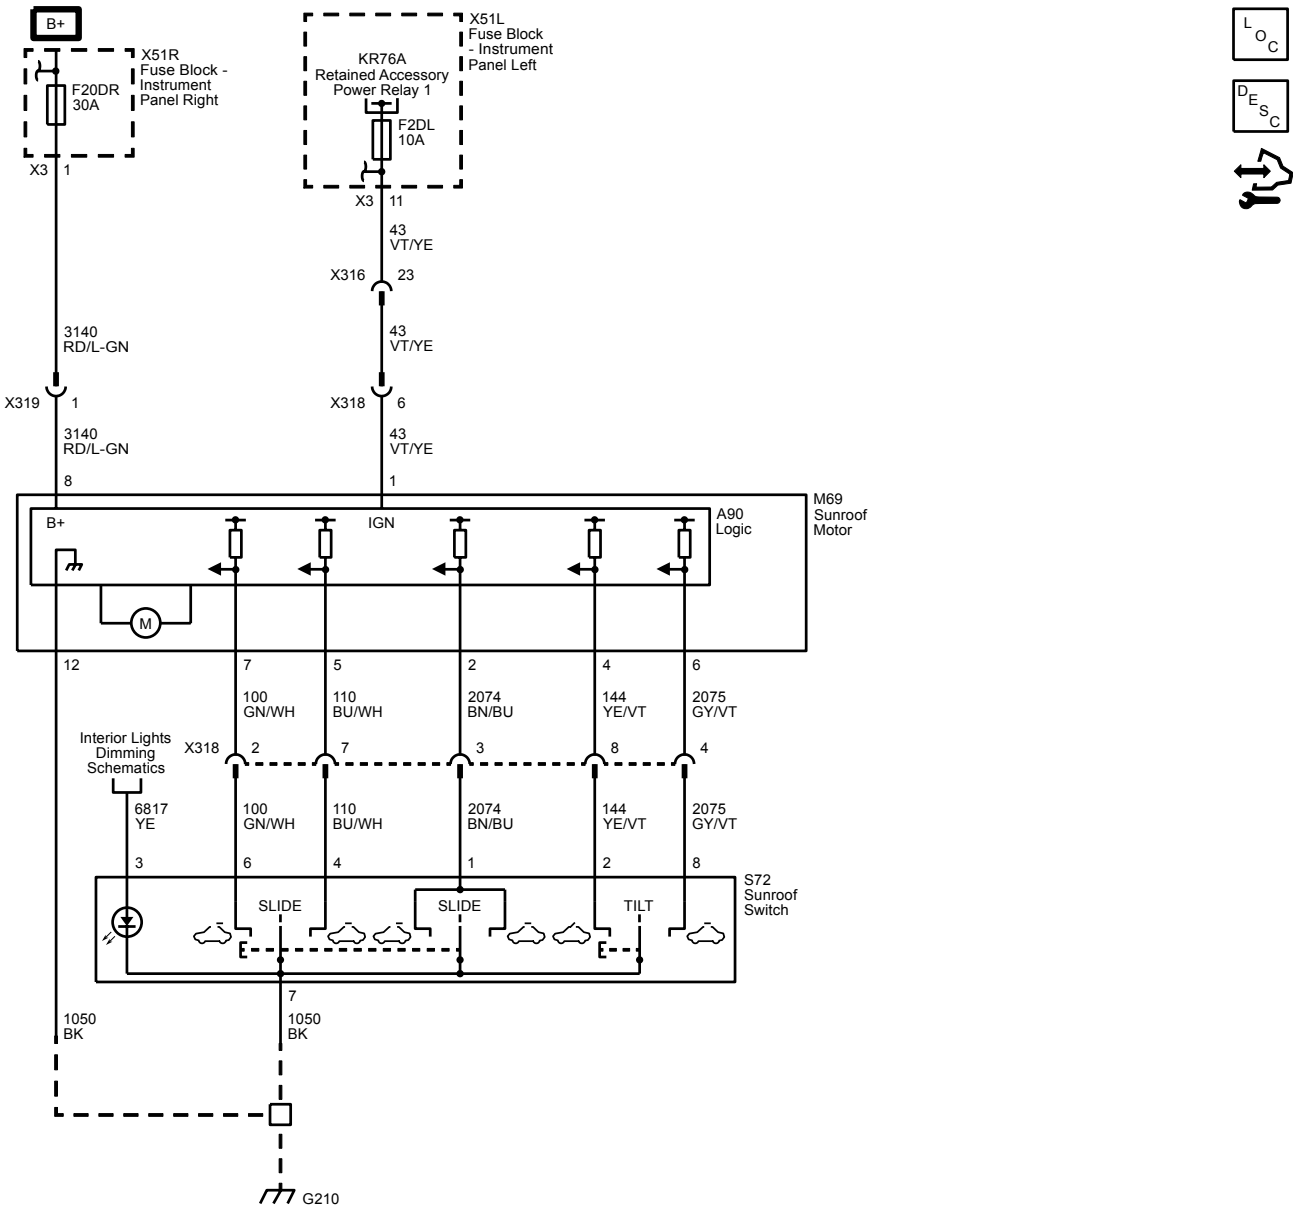 B+
X51R
Fuse Block -
Instrument
Panel Right
F20DR
30A
X3 1
X51L
Fuse Block
- Instrument
Panel Left
KR76A
Retained Accessory
Power Relay 1
F2DL
10A
X3 11
43
VT/YE
X316 23
L
O
C
D
E
S
C
3140
RD/L-GN
43
VT/YE
X319 1
X318 6
3140
RD/L-GN
43
VT/YE
8
1
M69
Sunroof
Motor
A90
Logic
B+
IGN
M
12
7
5
2
4
6
100
GN/WH
110
BU/WH
2074
BN/BU
144
YE/VT
2075
GY/VT
Interior Lights
Dimming
Schematics
X318 2
7
3
8
4
6817
YE
100
GN/WH
110
BU/WH
2074
BN/BU
144
YE/VT
2075
GY/VT
3
6
4
1
2
8
S72
Sunroof
Switch
SLIDE
SLIDE
TILT
7
1050
BK
1050
BK
G210